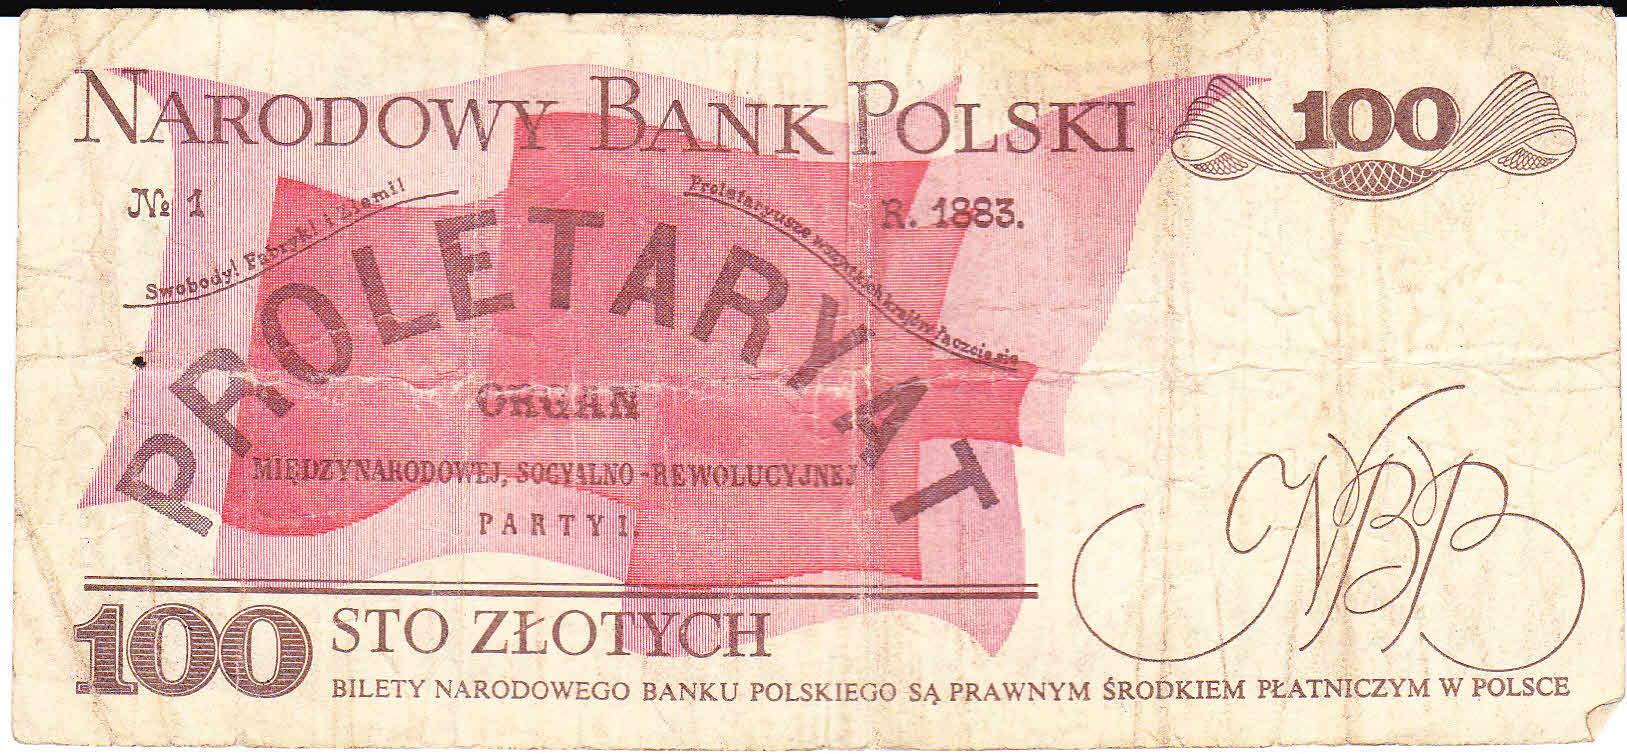 NARODOWY BANK POLSKI
100
№ 1
Swobody! Fabryki i Ziemi!
Proletaryusze wszystkich krajów łączcie się
R. 1883.
PROLETARYAT
ORGAN
MIĘDZYNARODOWEJ, SOCYALNO-REWOLUCYJNEJ
PARTYI.
NBP
100 STO ZŁOTYCH
BILETY NARODOWEGO BANKU POLSKIEGO SĄ PRAWNYM ŚRODKIEM PŁATNICZYM W POLSCE